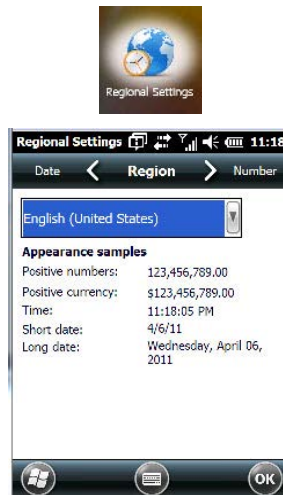 Regional Settings
Regional Settings 11:18
Date Region Number
English (United States)
Appearance samples
Positive numbers: 123,456,789.00
Positive currency: $123,456,789.00
Time: 11:18:05 PM
Short date: 4/6/11
Long date: Wednesday, April 06,
2011
OK